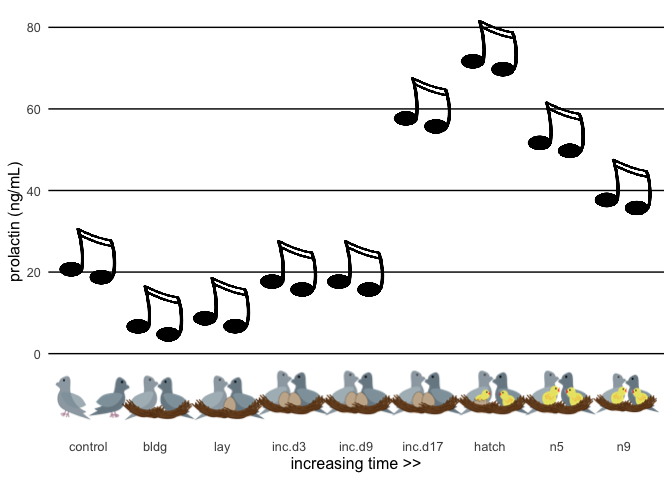 80
60
40
20
0
prolactin (ng/mL)
control bldg lay inc.d3 inc.d9 inc.d17 hatch n5 n9
increasing time >>